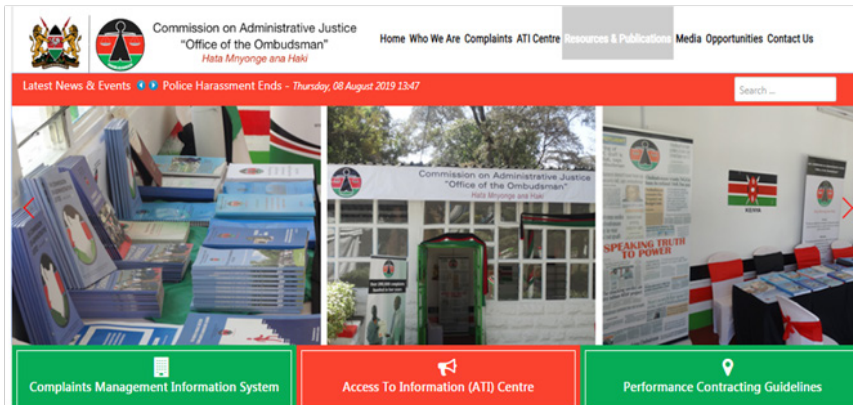 Commission on Administrative Justice
"Office of the Ombudsman"
Hata Mnyonge ana Haki
Home Who We Are Complaints ATI Centre Resources & Publications Media Opportunities Contact Us
Latest News & Events Police Harassment Ends - Thursday, 08 August 2019 13:47
Search ...
Commission on Administrative Justice
"Office of the Ombudsman"
Hata Mnyonge ana Haki
KENYA
SPEAKING TRUTH
TO POWER
Complaints Management Information System
Access To Information (ATI) Centre
Performance Contracting Guidelines